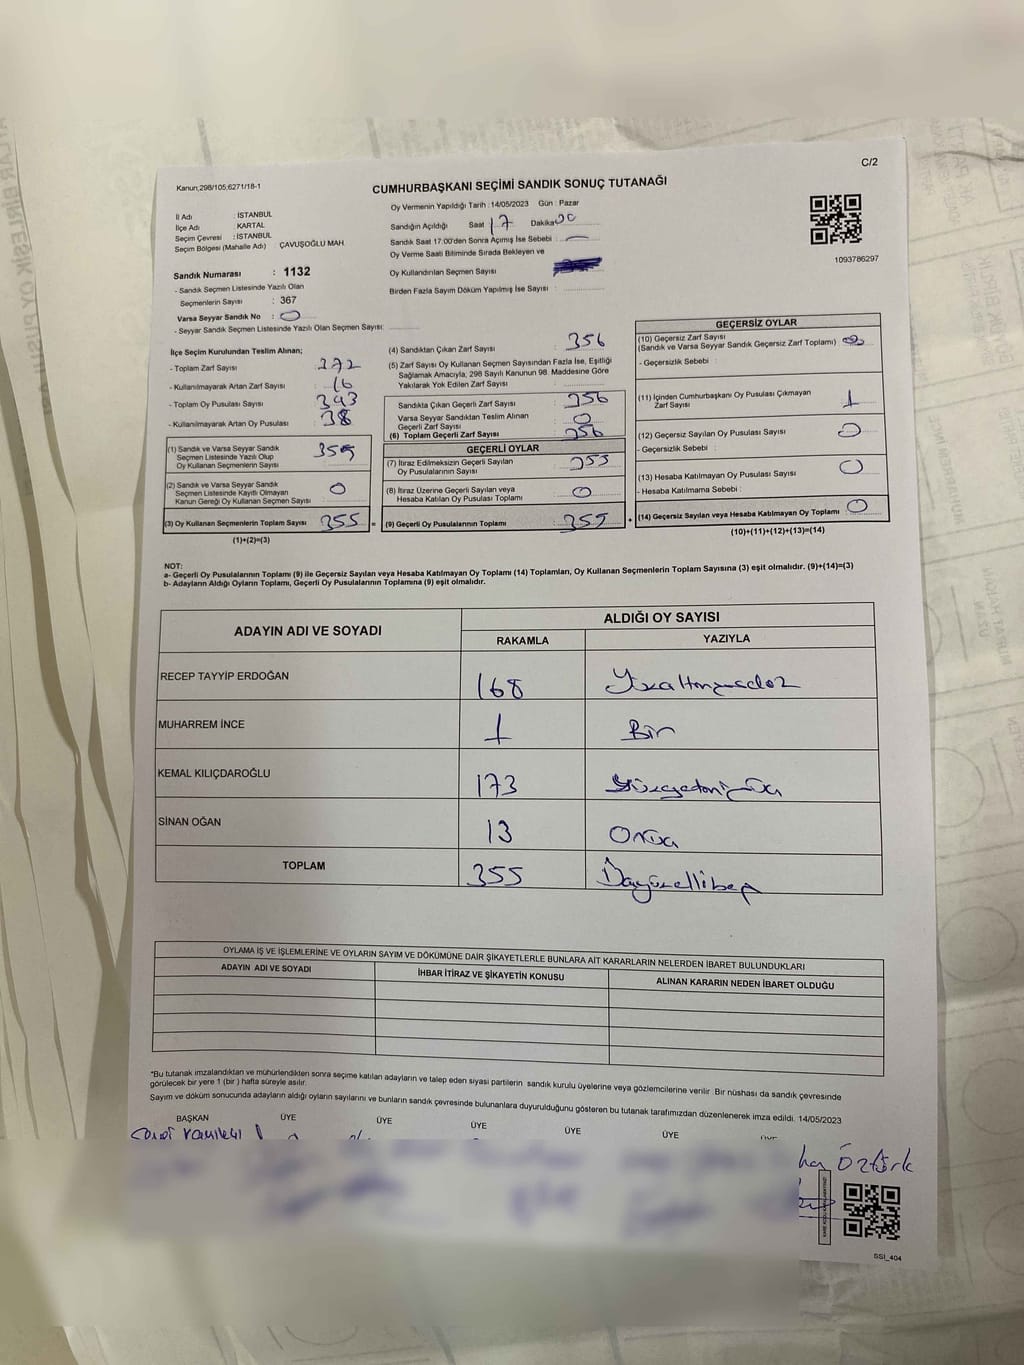 C/2
Kanun,298/105,6271/18-1
CUMHURBAŞKANI SEÇİMİ SANDIK SONUÇ TUTANAĞI
İl Adı : İSTANBUL
İlçe Adı : KARTAL
Seçim Çevresi : İSTANBUL
Seçim Bölgesi (Mahalle Adı) : ÇAVUŞOĞLU MAH.
Sandık Numarası : 1132
- Sandık Seçmen Listesinde Yazılı Olan
Seçmenlerin Sayısı : 367
Varsa Seyyar Sandık No : 0
- Seyyar Sandık Seçmen Listesinde Yazılı Olan Seçmen Sayısı:
Oy Vermenin Yapıldığı Tarih : 14/05/2023 Gün : Pazar
Sandığın Açıldığı Saat 17 Dakika 00
Sandık Saat 17:00'den Sonra Açımış İse Sebebi :
Oy Verme Saati Bitiminde Sırada Bekleyen ve
Oy Kullandırılan Seçmen Sayısı
Birden Fazla Sayım Döküm Yapılmış İse Sayısı :
1093786297
İlçe Seçim Kurulundan Teslim Alınan;
- Toplam Zarf Sayısı : 372
- Kullanılmayarak Artan Zarf Sayısı : 16
- Toplam Oy Pusulası Sayısı : 393
- Kullanılmayarak Artan Oy Pusulası : 38
(1) Sandık ve Varsa Seyyar Sandık
Seçmen Listesinde Yazılı Olup
Oy Kullanan Seçmenlerin Sayısı : 355
(2) Sandık ve Varsa Seyyar Sandık
Seçmen Listesinde Kayıtlı Olmayan
Kanun Gereği Oy Kullanan Seçmen Sayısı : 0
(3) Oy Kullanan Seçmenlerin Toplam Sayısı : 355 =
(1)+(2)=(3)
(4) Sandıktan Çıkan Zarf Sayısı : 356
(5) Zarf Sayısı Oy Kullanan Seçmen Sayısından Fazla İse, Eşitliği
Sağlamak Amacıyla, 298 Sayılı Kanunun 98. Maddesine Göre
Yakılarak Yok Edilen Zarf Sayısı :
Sandıkta Çıkan Geçerli Zarf Sayısı : 356
Varsa Seyyar Sandıktan Teslim Alınan
Geçerli Zarf Sayısı : 0
(6) Toplam Geçerli Zarf Sayısı : 356
GEÇERLİ OYLAR
(7) İtiraz Edilmeksizin Geçerli Sayılan
Oy Pusulalarının Sayısı : 355
(8) İtiraz Üzerine Geçerli Sayılan veya
Hesaba Katılan Oy Pusulası Toplamı : 0
(9) Geçerli Oy Pusulalarının Toplamı : 355 +
GEÇERSİZ OYLAR
(10) Geçersiz Zarf Sayısı
(Sandık ve Varsa Seyyar Sandık Geçersiz Zarf Toplamı) :
- Geçersizlik Sebebi :
(11) İçinden Cumhurbaşkanı Oy Pusulası Çıkmayan
Zarf Sayısı : 1
(12) Geçersiz Sayılan Oy Pusulası Sayısı : 0
- Geçersizlik Sebebi :
(13) Hesaba Katılmayan Oy Pusulası Sayısı : 0
- Hesaba Katılmama Sebebi :
(14) Geçersiz Sayılan veya Hesaba Katılmayan Oy Toplamı : 0
(10)+(11)+(12)+(13)=(14)
NOT:
a- Geçerli Oy Pusulalarının Toplamı (9) ile Geçersiz Sayılan veya Hesaba Katılmayan Oy Toplamı (14) Toplamları, Oy Kullanan Seçmenlerin Toplam Sayısına (3) eşit olmalıdır. (9)+(14)=(3)
b- Adayların Aldığı Oyların Toplamı, Geçerli Oy Pusulalarının Toplamına (9) eşit olmalıdır.
ADAYIN ADI VE SOYADI
ALDIĞI OY SAYISI
RAKAMLA YAZIYLA
RECEP TAYYİP ERDOĞAN 168 Yüzaltmışsekiz
MUHARREM İNCE 1 Bir
KEMAL KILIÇDAROĞLU 173 Yüzyetmişüç
SİNAN OĞAN 13 Onüç
TOPLAM 355
OYLAMA İŞ VE İŞLEMLERİNE VE OYLARIN SAYIM VE DÖKÜMÜNE DAİR ŞİKAYETLERLE BUNLARA AİT KARARLARIN NELERDEN İBARET BULUNDUKLARI
ADAYIN ADI VE SOYADI İHBAR İTİRAZ VE ŞİKAYETİN KONUSU ALINAN KARARIN NEDEN İBARET OLDUĞU
*Bu tutanak imzalandıktan ve mühürlendikten sonra seçime katılan adayların ve talep eden siyasi partilerin sandık kurulu üyelerine veya gözlemcilerine verilir. Bir nüshası da sandık çevresinde
görülecek bir yere 1 (bir ) hafta süreyle asılır.
Sayım ve döküm sonucunda adayların aldığı oyların sayılarını ve bunların sandık çevresinde bulunanlara duyurulduğunu gösteren bu tutanak tarafımızdan düzenlenerek imza edildi. 14/05/2023
BAŞKAN ÜYE ÜYE ÜYE ÜYE ÜYE
Öztürk
SSI_404